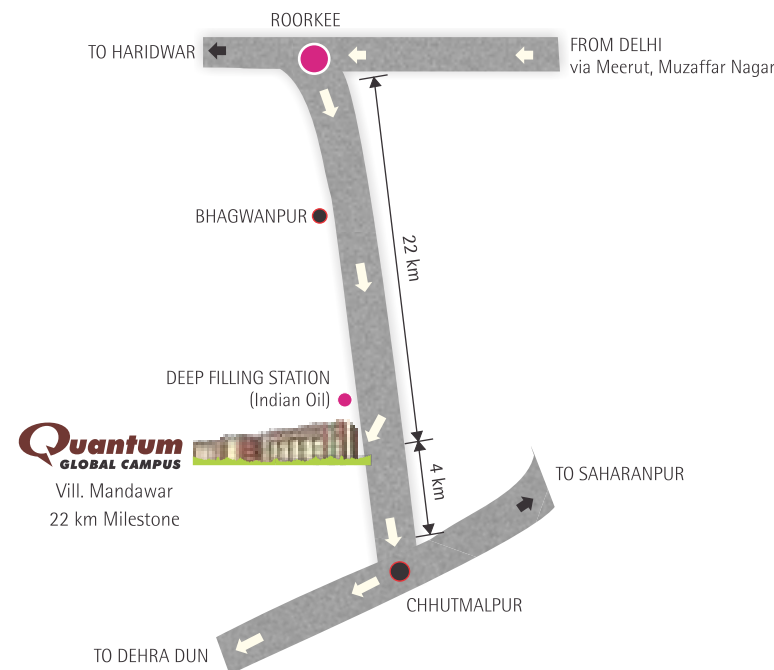 ROORKEE
TO HARIDWAR
FROM DELHI
via Meerut, Muzaffar Nagar
BHAGWANPUR
22 km
DEEP FILLING STATION
(Indian Oil)
Quantum
GLOBAL CAMPUS
Vill. Mandawar
22 km Milestone
4 km
TO SAHARANPUR
CHHUTMALPUR
TO DEHRA DUN